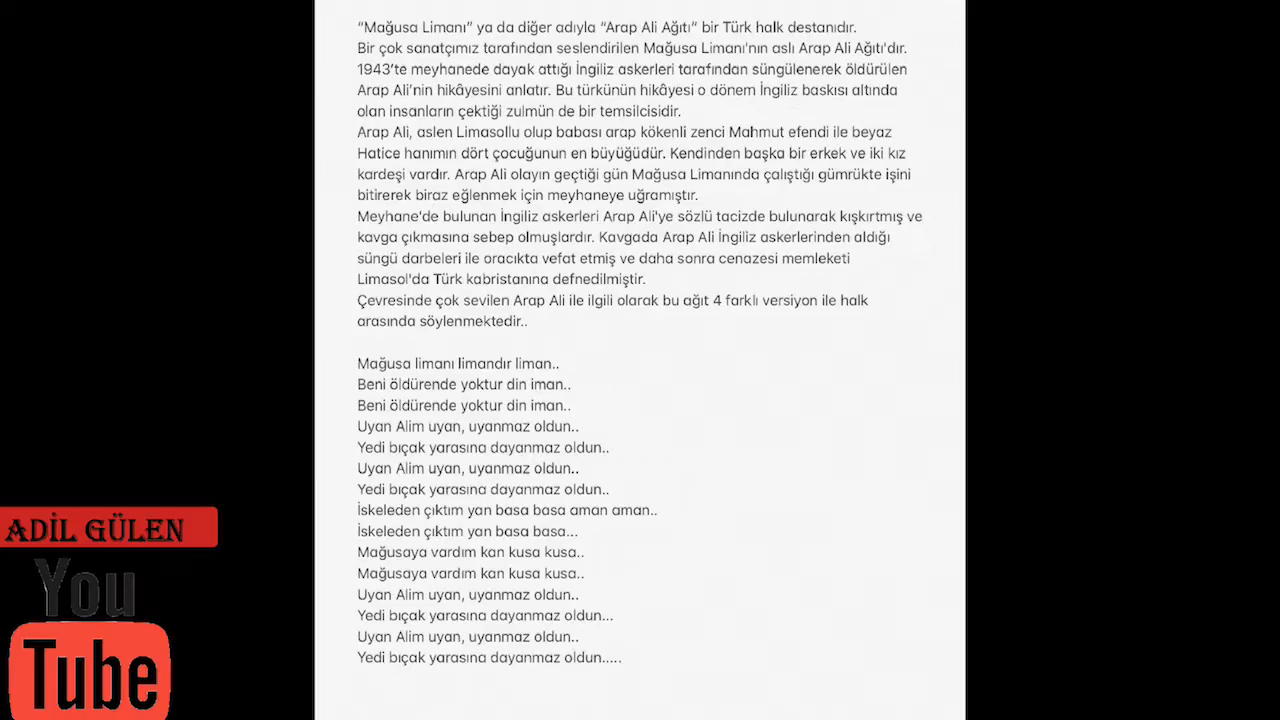 “Mağusa Limanı” ya da diğer adıyla “Arap Ali Ağıtı“ bir Türk halk destanıdır.
Bir çok sanatçımız tarafından seslendirilen Mağusa Limanı'nın aslı Arap Ali Ağıtı'dır.
1943’te meyhanede dayak attığı İngiliz askerleri tarafından süngülenerek öldürülen
Arap Ali’nin hikâyesini anlatır. Bu türkünün hikâyesi o dönem İngiliz baskısı altında
olan insanların çektiği zulmün de bir temsilcisidir.
Arap Ali, aslen Limasollu olup babası arap kökenli zenci Mahmut efendi ile beyaz
Hatice hanımın dört çocuğunun en büyüğüdür. Kendinden başka bir erkek ve iki kız
kardeşi vardır. Arap Ali olayın geçtiği gün Mağusa Limanında çalıştığı gümrükte işini
bitirerek biraz eğlenmek için meyhaneye uğramıştır.
Meyhane'de bulunan İngiliz askerleri Arap Ali'ye sözlü tacizde bulunarak kışkırtmış ve
kavga çıkmasına sebep olmuşlardır. Kavgada Arap Ali İngiliz askerlerinden aldığı
süngü darbeleri ile oracıkta vefat etmiş ve daha sonra cenazesi memleketi
Limasol'da Türk kabristanına defnedilmiştir.
Çevresinde çok sevilen Arap Ali ile ilgili olarak bu ağıt 4 farklı versiyon ile halk
arasında söylenmektedir..
Mağusa limanı limandır liman..
Beni öldürende yoktur din iman..
Beni öldürende yoktur din iman..
Uyan Alim uyan, uyanmaz oldun..
Yedi bıçak yarasına dayanmaz oldun..
Uyan Alim uyan, uyanmaz oldun..
Yedi bıçak yarasına dayanmaz oldun..
İskeleden çıktım yan basa basa aman aman..
İskeleden çıktım yan basa basa...
Mağusaya vardım kan kusa kusa..
Mağusaya vardım kan kusa kusa..
Uyan Alim uyan, uyanmaz oldun..
Yedi bıçak yarasına dayanmaz oldun...
Uyan Alim uyan, uyanmaz oldun..
Yedi bıçak yarasına dayanmaz oldun.....
ADİL GÜLEN
You
Tube